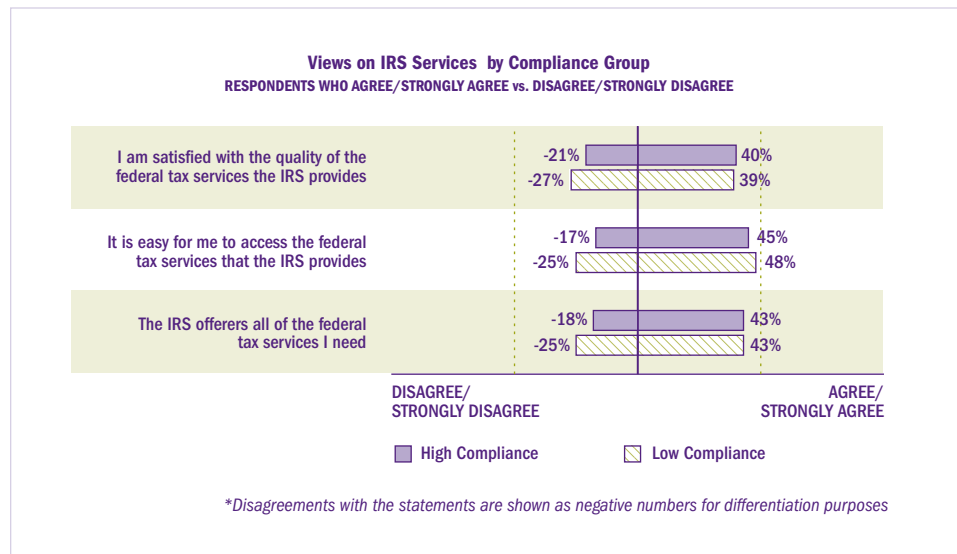 Views on IRS Services by Compliance Group
RESPONDENTS WHO AGREE/STRONGLY AGREE vs. DISAGREE/STRONGLY DISAGREE
I am satisfied with the quality of the
federal tax services the IRS provides
-21% 40%
-27% 39%
It is easy for me to access the federal
tax services that the IRS provides
-17% 45%
-25% 48%
The IRS offerers all of the federal
tax services I need
-18% 43%
-25% 43%
DISAGREE/
STRONGLY DISAGREE
AGREE/
STRONGLY AGREE
High Compliance
Low Compliance
*Disagreements with the statements are shown as negative numbers for differentiation purposes